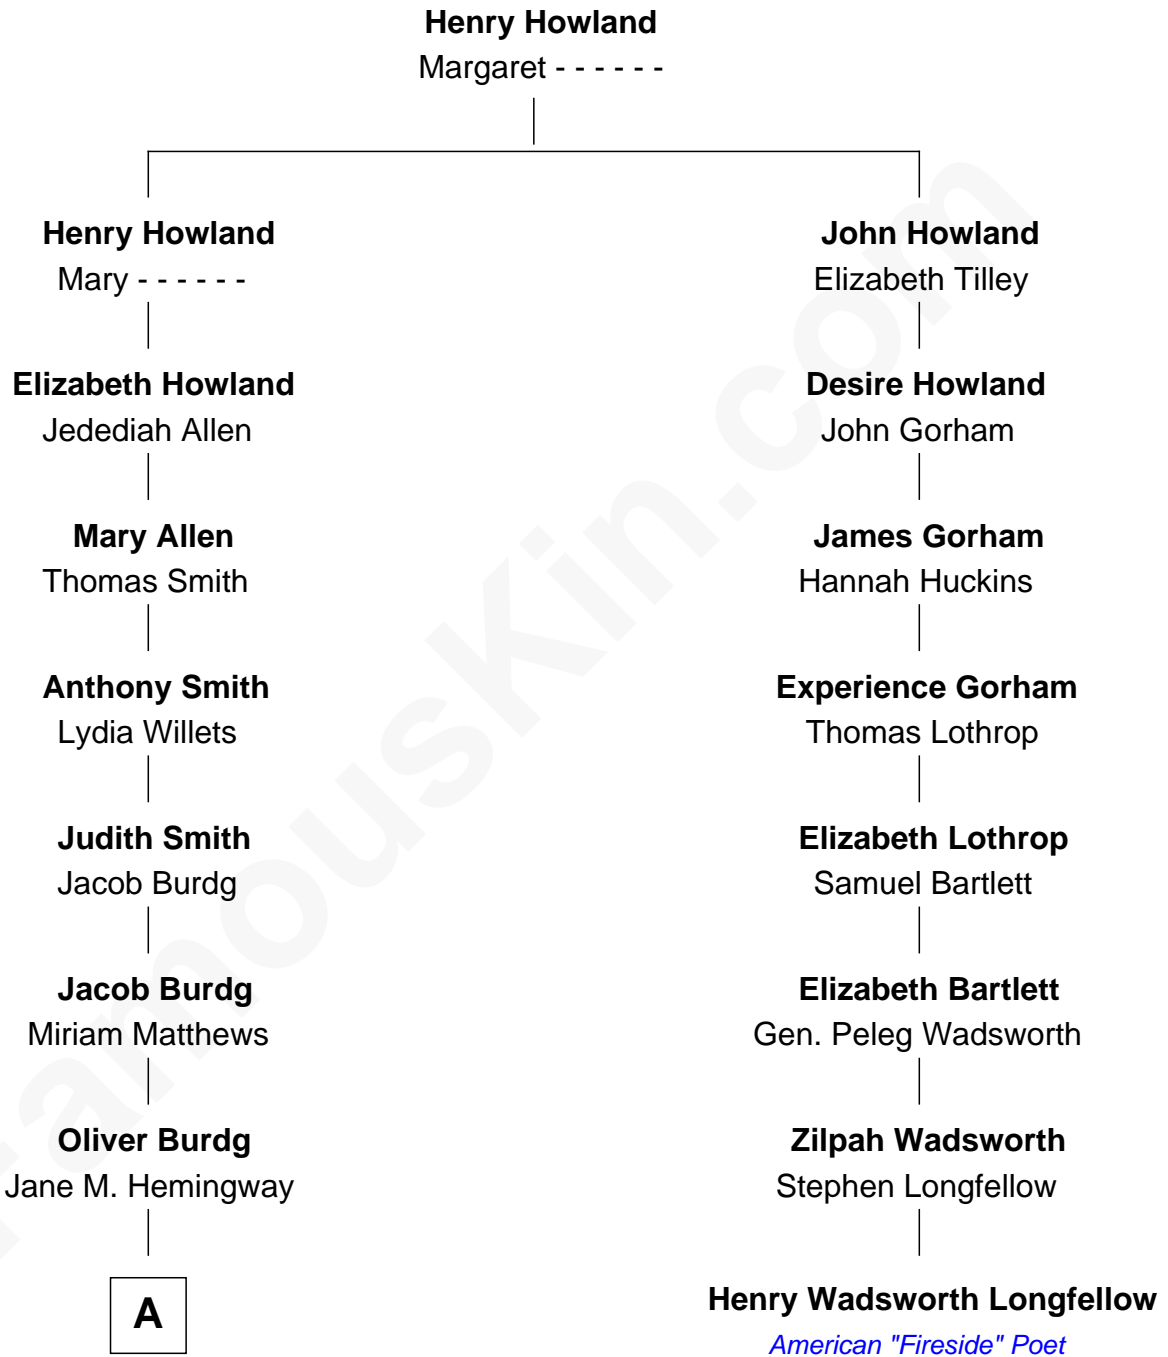 Henry Howland
Margaret - - - - - -
Henry Howland
Mary - - - - - -
John Howland
Elizabeth Tilley
Elizabeth Howland
Jedediah Allen
Desire Howland
John Gorham
Mary Allen
Thomas Smith
James Gorham
Hannah Huckins
Anthony Smith
Lydia Willets
Experience Gorham
Thomas Lothrop
Judith Smith
Jacob Burdg
Elizabeth Lothrop
Samuel Bartlett
Jacob Burdg
Miriam Matthews
Elizabeth Bartlett
Gen. Peleg Wadsworth
Oliver Burdg
Jane M. Hemingway
Zilpah Wadsworth
Stephen Longfellow
A
Henry Wadsworth Longfellow
American "Fireside" Poet
FamousKin.com